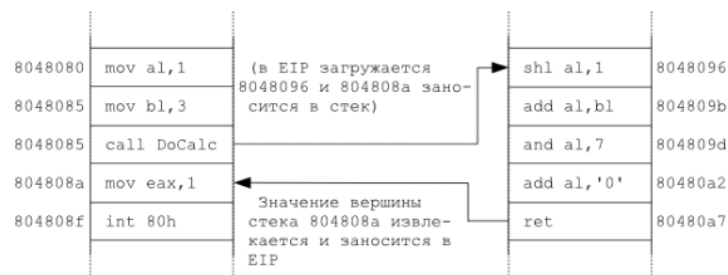 8048080 mov al,1 (в EIP загружается shl al,1 8048096
8048096 и 804808a зано-
8048085 mov bl,3 сится в стек) add al,bl 804809b
8048085 call DoCalc and al,7 804809d
804808a mov eax,1 add al,'0' 80480a2
Значение вершины
804808f int 80h стека 804808a извле- ret 80480a7
кается и заносится в
EIP